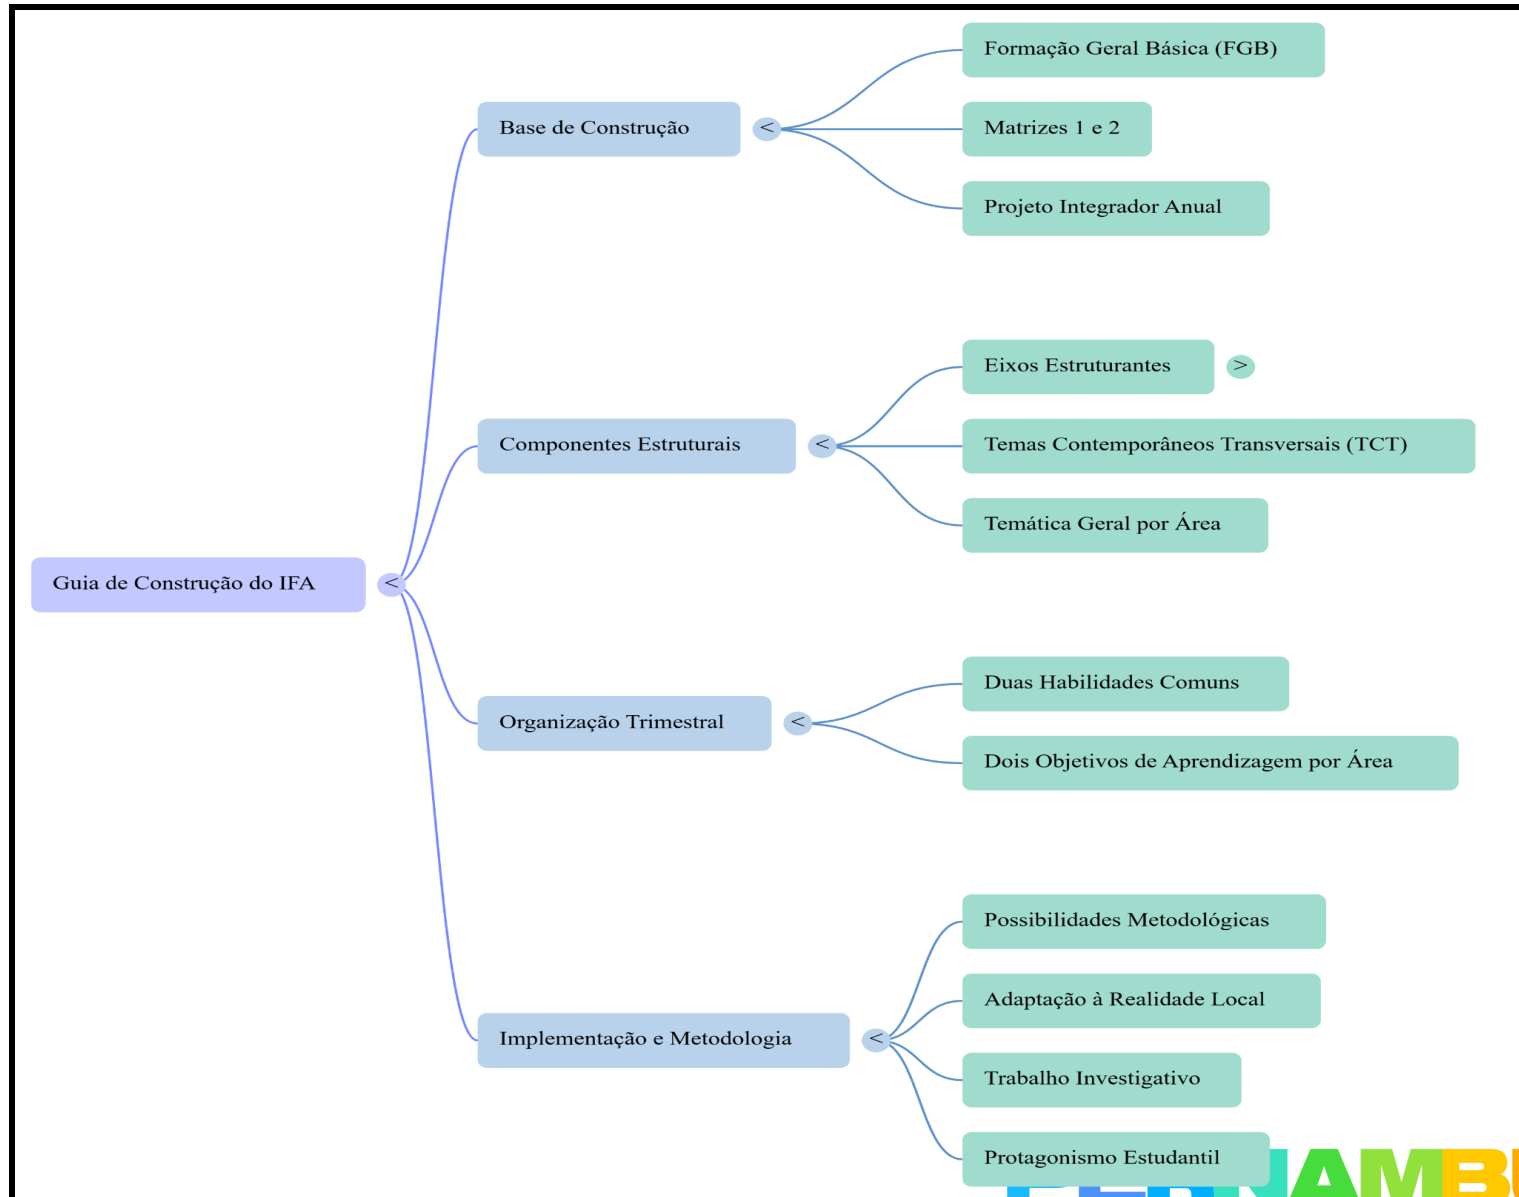 Guia de Construção do IFA
<
Base de Construção
<
Formação Geral Básica (FGB)
Matrizes 1 e 2
Projeto Integrador Anual
Componentes Estruturais
<
Eixos Estruturantes
>
Temas Contemporâneos Transversais (TCT)
Temática Geral por Área
Organização Trimestral
<
Duas Habilidades Comuns
Dois Objetivos de Aprendizagem por Área
Implementação e Metodologia
<
Possibilidades Metodológicas
Adaptação à Realidade Local
Trabalho Investigativo
Protagonismo Estudantil